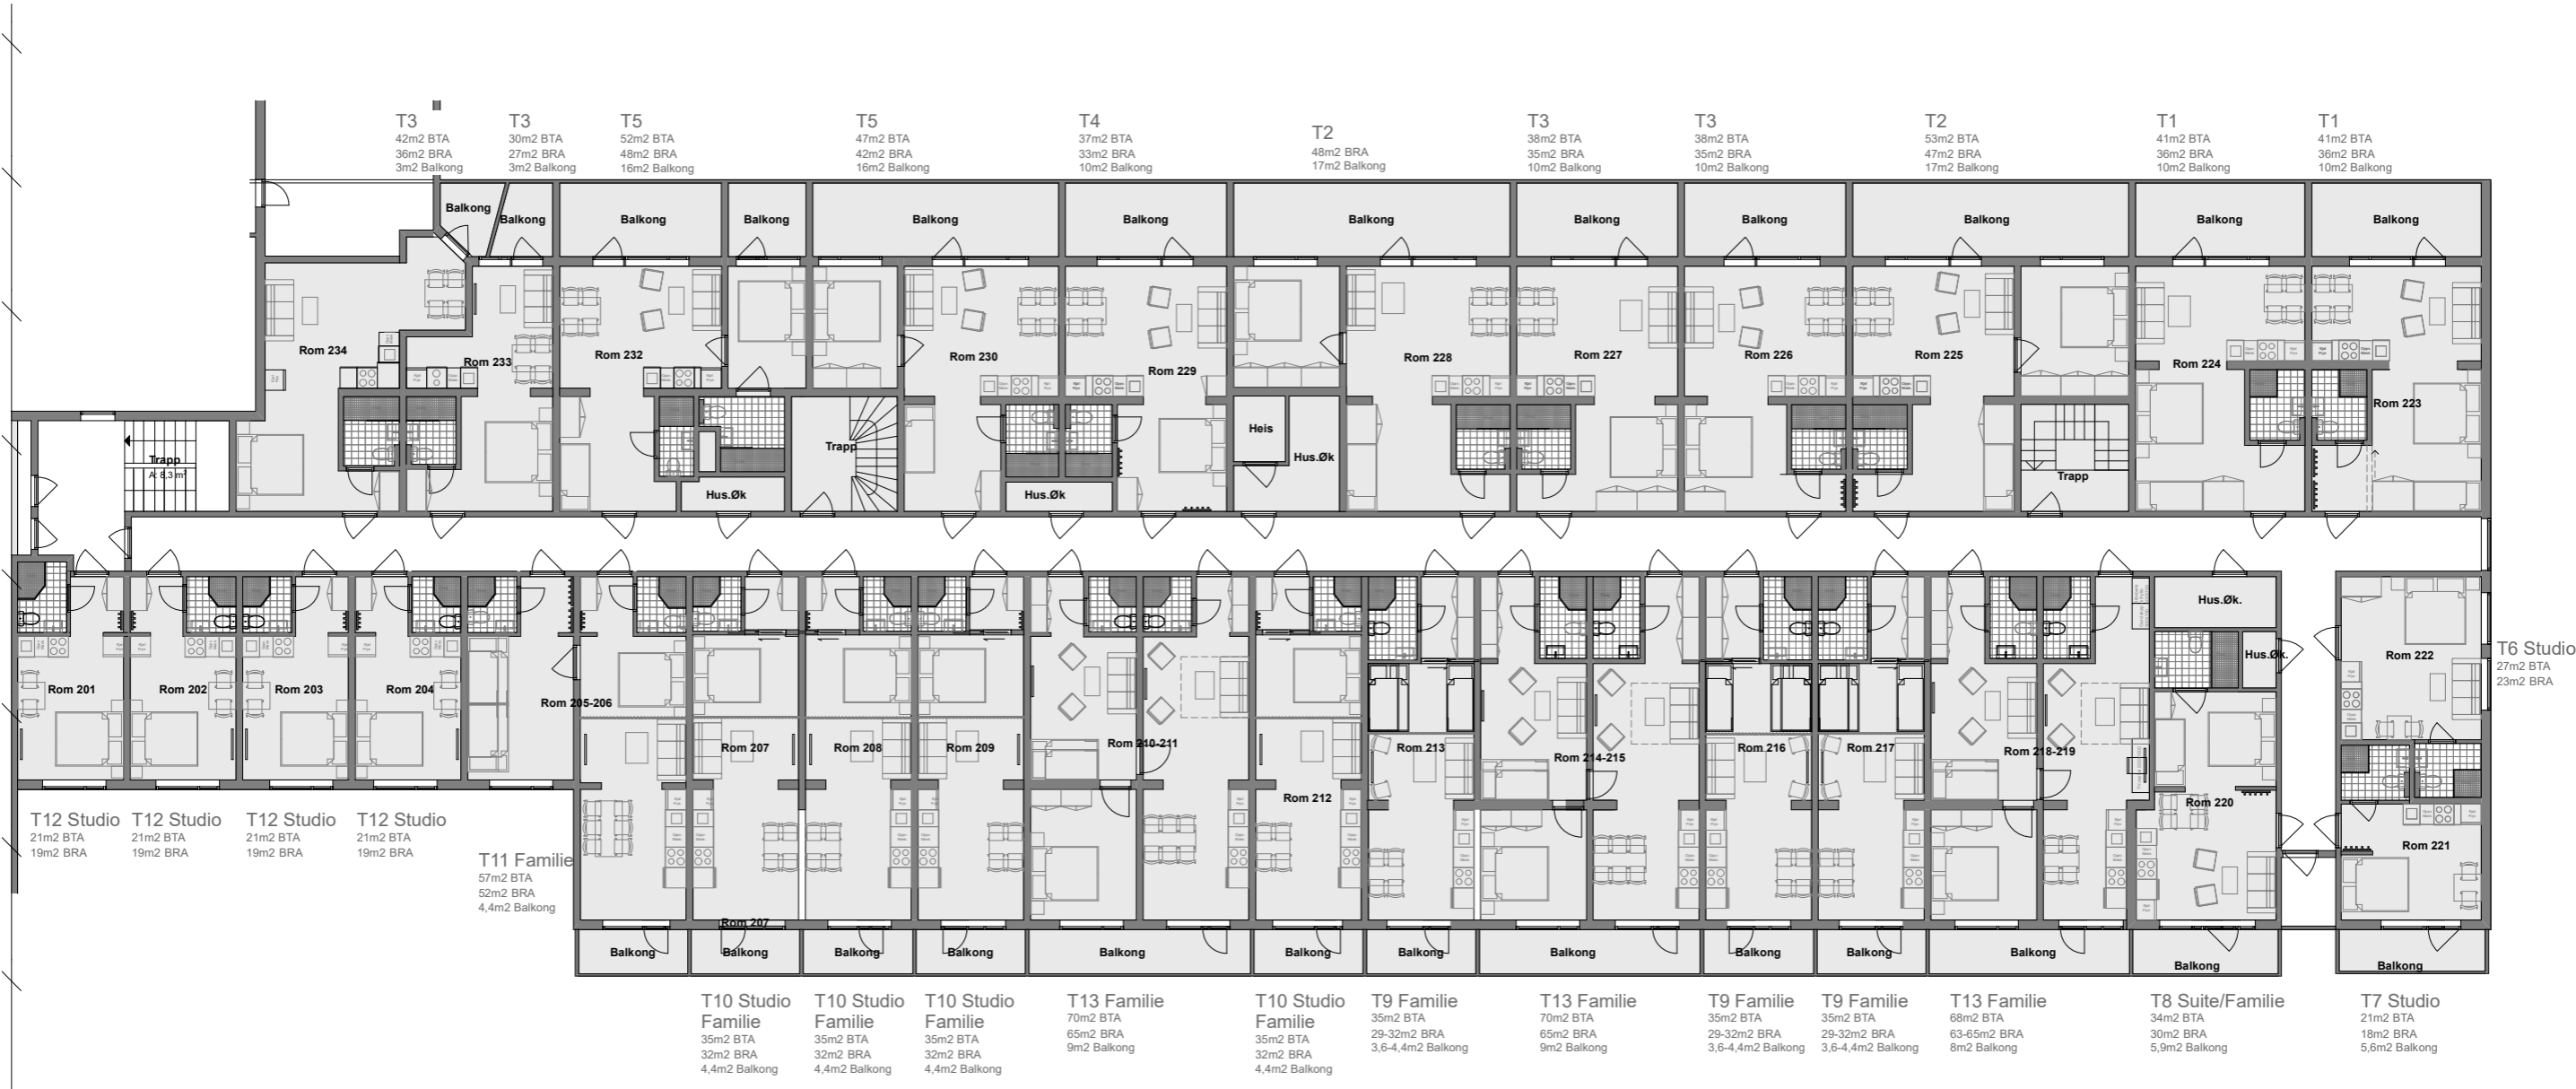 T3
42m2 BTA
36m2 BRA
3m2 Balkong
T3
30m2 BTA
27m2 BRA
3m2 Balkong
T5
52m2 BTA
48m2 BRA
16m2 Balkong
T5
47m2 BTA
42m2 BRA
16m2 Balkong
T4
37m2 BTA
33m2 BRA
10m2 Balkong
T2
48m2 BRA
17m2 Balkong
T3
38m2 BTA
35m2 BRA
10m2 Balkong
T3
38m2 BTA
35m2 BRA
10m2 Balkong
T2
53m2 BTA
47m2 BRA
17m2 Balkong
T1
41m2 BTA
36m2 BRA
10m2 Balkong
T1
41m2 BTA
36m2 BRA
10m2 Balkong
Balkong
Balkong
Balkong
Balkong
Balkong
Balkong
Balkong
Balkong
Balkong
Balkong
Balkong
Balkong
Rom 234
Rom 233
Rom 232
Rom 230
Rom 229
Rom 228
Rom 227
Rom 226
Rom 225
Rom 224
Rom 223
Trapp
A: 8,3 m²
Hus.Øk
Trapp
Hus.Øk
Heis
Hus.Øk
Trapp
Rom 201
Rom 202
Rom 203
Rom 204
Rom 205-206
Rom 207
Rom 208
Rom 209
Rom 210-211
Rom 212
Rom 213
Rom 214-215
Rom 216
Rom 217
Rom 218-219
Hus.Øk.
Hus.Øk.
Rom 220
Rom 222
Rom 221
T6 Studio
27m2 BTA
23m2 BRA
T12 Studio
21m2 BTA
19m2 BRA
T12 Studio
21m2 BTA
19m2 BRA
T12 Studio
21m2 BTA
19m2 BRA
T12 Studio
21m2 BTA
19m2 BRA
T11 Familie
57m2 BTA
52m2 BRA
4,4m2 Balkong
Rom 207
Balkong
Balkong
Balkong
Balkong
Balkong
Balkong
Balkong
Balkong
Balkong
Balkong
Balkong
Balkong
Balkong
T10 Studio
Familie
35m2 BTA
32m2 BRA
4,4m2 Balkong
T10 Studio
Familie
35m2 BTA
32m2 BRA
4,4m2 Balkong
T10 Studio
Familie
35m2 BTA
32m2 BRA
4,4m2 Balkong
T13 Familie
70m2 BTA
65m2 BRA
9m2 Balkong
T10 Studio
Familie
35m2 BTA
32m2 BRA
4,4m2 Balkong
T9 Familie
35m2 BTA
29-32m2 BRA
3,6-4,4m2 Balkong
T13 Familie
70m2 BTA
65m2 BRA
9m2 Balkong
T9 Familie
35m2 BTA
29-32m2 BRA
3,6-4,4m2 Balkong
T9 Familie
35m2 BTA
29-32m2 BRA
3,6-4,4m2 Balkong
T13 Familie
68m2 BTA
63-65m2 BRA
8m2 Balkong
T8 Suite/Familie
34m2 BTA
30m2 BRA
5,9m2 Balkong
T7 Studio
21m2 BTA
18m2 BRA
5,6m2 Balkong